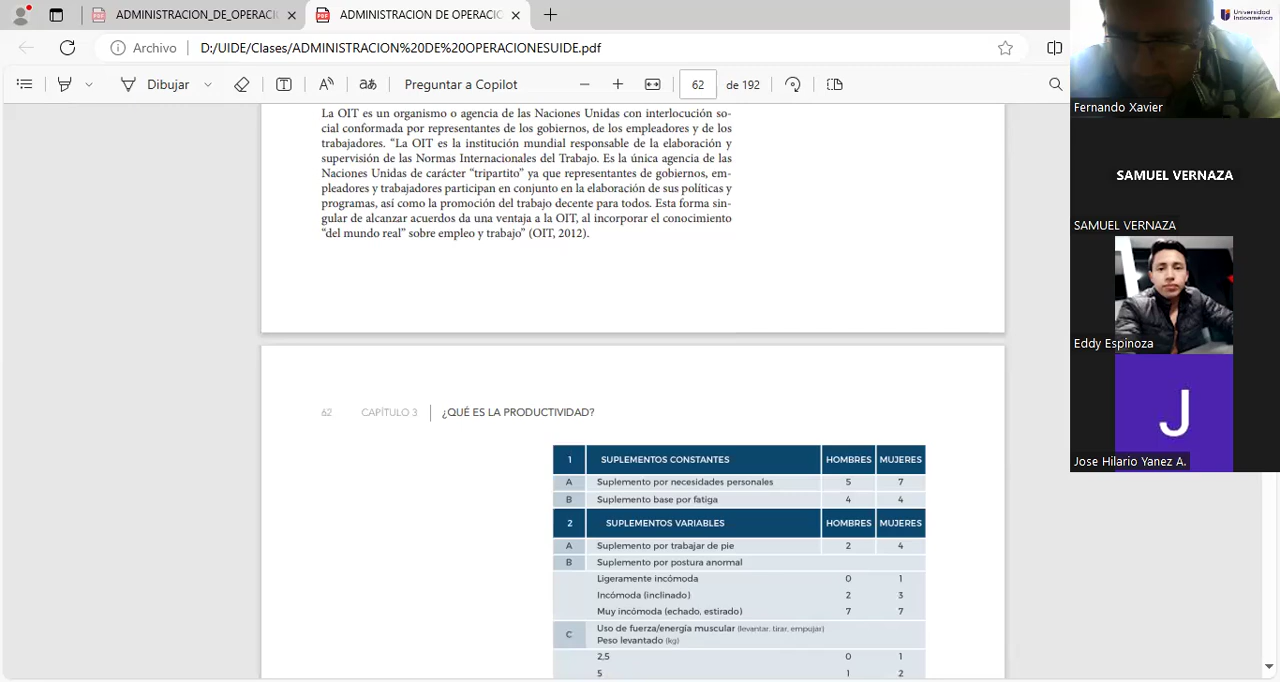 ADMINISTRACION_DE_OPERACI
ADMINISTRACION DE OPERACIO
Archivo
D:/UIDE/Clases/ADMINISTRACION%20DE%20OPERACIONESUIDE.pdf
Dibujar
Preguntar a Copilot
62
de 192
La OIT es un organismo o agencia de las Naciones Unidas con interlocución so-
cial conformada por representantes de los gobiernos, de los empleadores y de los
trabajadores. “La OIT es la institución mundial responsable de la elaboración y
supervisión de las Normas Internacionales del Trabajo. Es la única agencia de las
Naciones Unidas de carácter “tripartito” ya que representantes de gobiernos, em-
pleadores y trabajadores participan en conjunto en la elaboración de sus políticas y
programas, así como la promoción del trabajo decente para todos. Esta forma sin-
gular de alcanzar acuerdos da una ventaja a la OIT, al incorporar el conocimiento
“del mundo real” sobre empleo y trabajo” (OIT, 2012).
62 CAPÍTULO 3 ¿QUÉ ES LA PRODUCTIVIDAD?
1 SUPLEMENTOS CONSTANTES HOMBRES MUJERES
A Suplemento por necesidades personales 5 7
B Suplemento base por fatiga 4 4
2 SUPLEMENTOS VARIABLES HOMBRES MUJERES
A Suplemento por trabajar de pie 2 4
B Suplemento por postura anormal
Ligeramente incómoda 0 1
Incómoda (inclinado) 2 3
Muy incómoda (echado, estirado) 7 7
C Uso de fuerza/energía muscular (levantar, tirar, empujar)
Peso levantado (kg)
2,5 0 1
5 1 2
Universidad
Indoamérica
Fernando Xavier
SAMUEL VERNAZA
SAMUEL VERNAZA
Eddy Espinoza
J
Jose Hilario Yanez A.